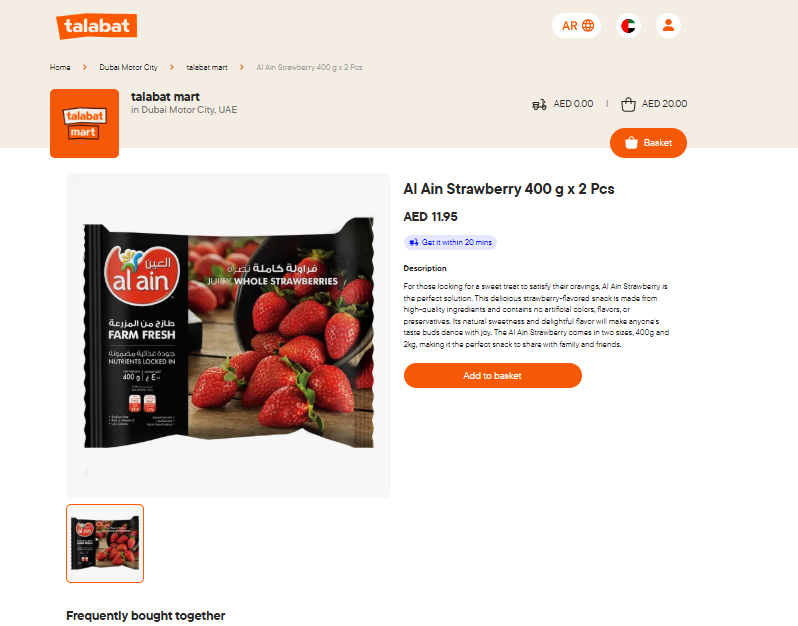 talabat
AR
Home > Dubai Motor City > talabat mart > Al Ain Strawberry 400 g x 2 Pcs
talabat
mart
talabat mart
in Dubai Motor City, UAE
AED 0.00
AED 20.00
Basket
العين
al ain
طازج من المزرعة
FARM FRESH
جودة غذائية مضمونة
NUTRIENTS LOCKED IN
400 g
فراولة كاملة نضرة
JUICY WHOLE STRAWBERRIES
Al Ain Strawberry 400 g x 2 Pcs
AED 11.95
Get it within 20 mins
Description
For those looking for a sweet treat to satisfy their cravings, Al Ain Strawberry is
the perfect solution. This delicious strawberry-flavored snack is made from
high-quality ingredients and contains no artificial colors, flavors, or
preservatives. Its natural sweetness and delightful flavor will make anyone's
taste buds dance with joy. The Al Ain Strawberry comes in two sizes, 400g and
2kg, making it the perfect snack to share with family and friends.
Add to basket
al ain
Frequently bought together